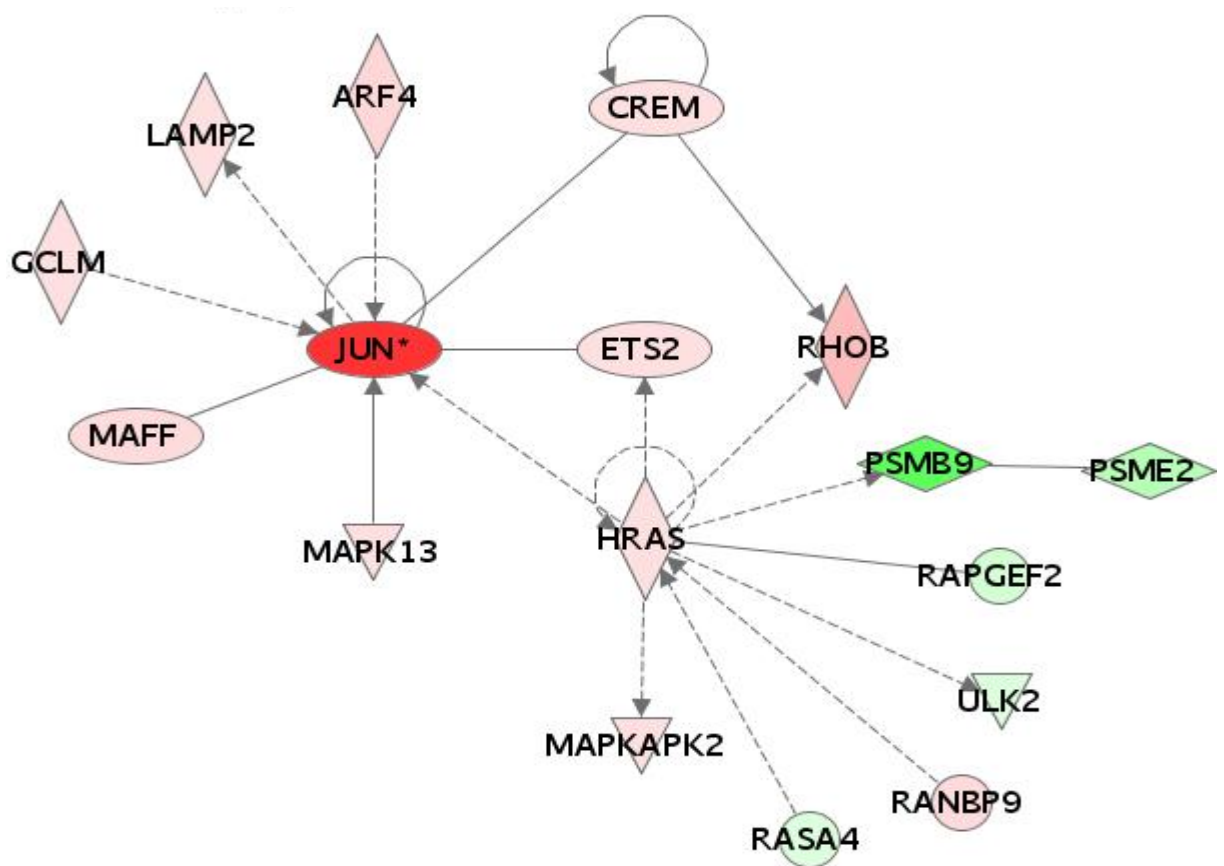 ARF4
CREM
LAMP2
GCLM
JUN*
ETS2
RHOB
MAFF
PSMB9
PSME2
MAPK13
HRAS
RAPGEF2
ULK2
MAPKAPK2
RANBP9
RASA4